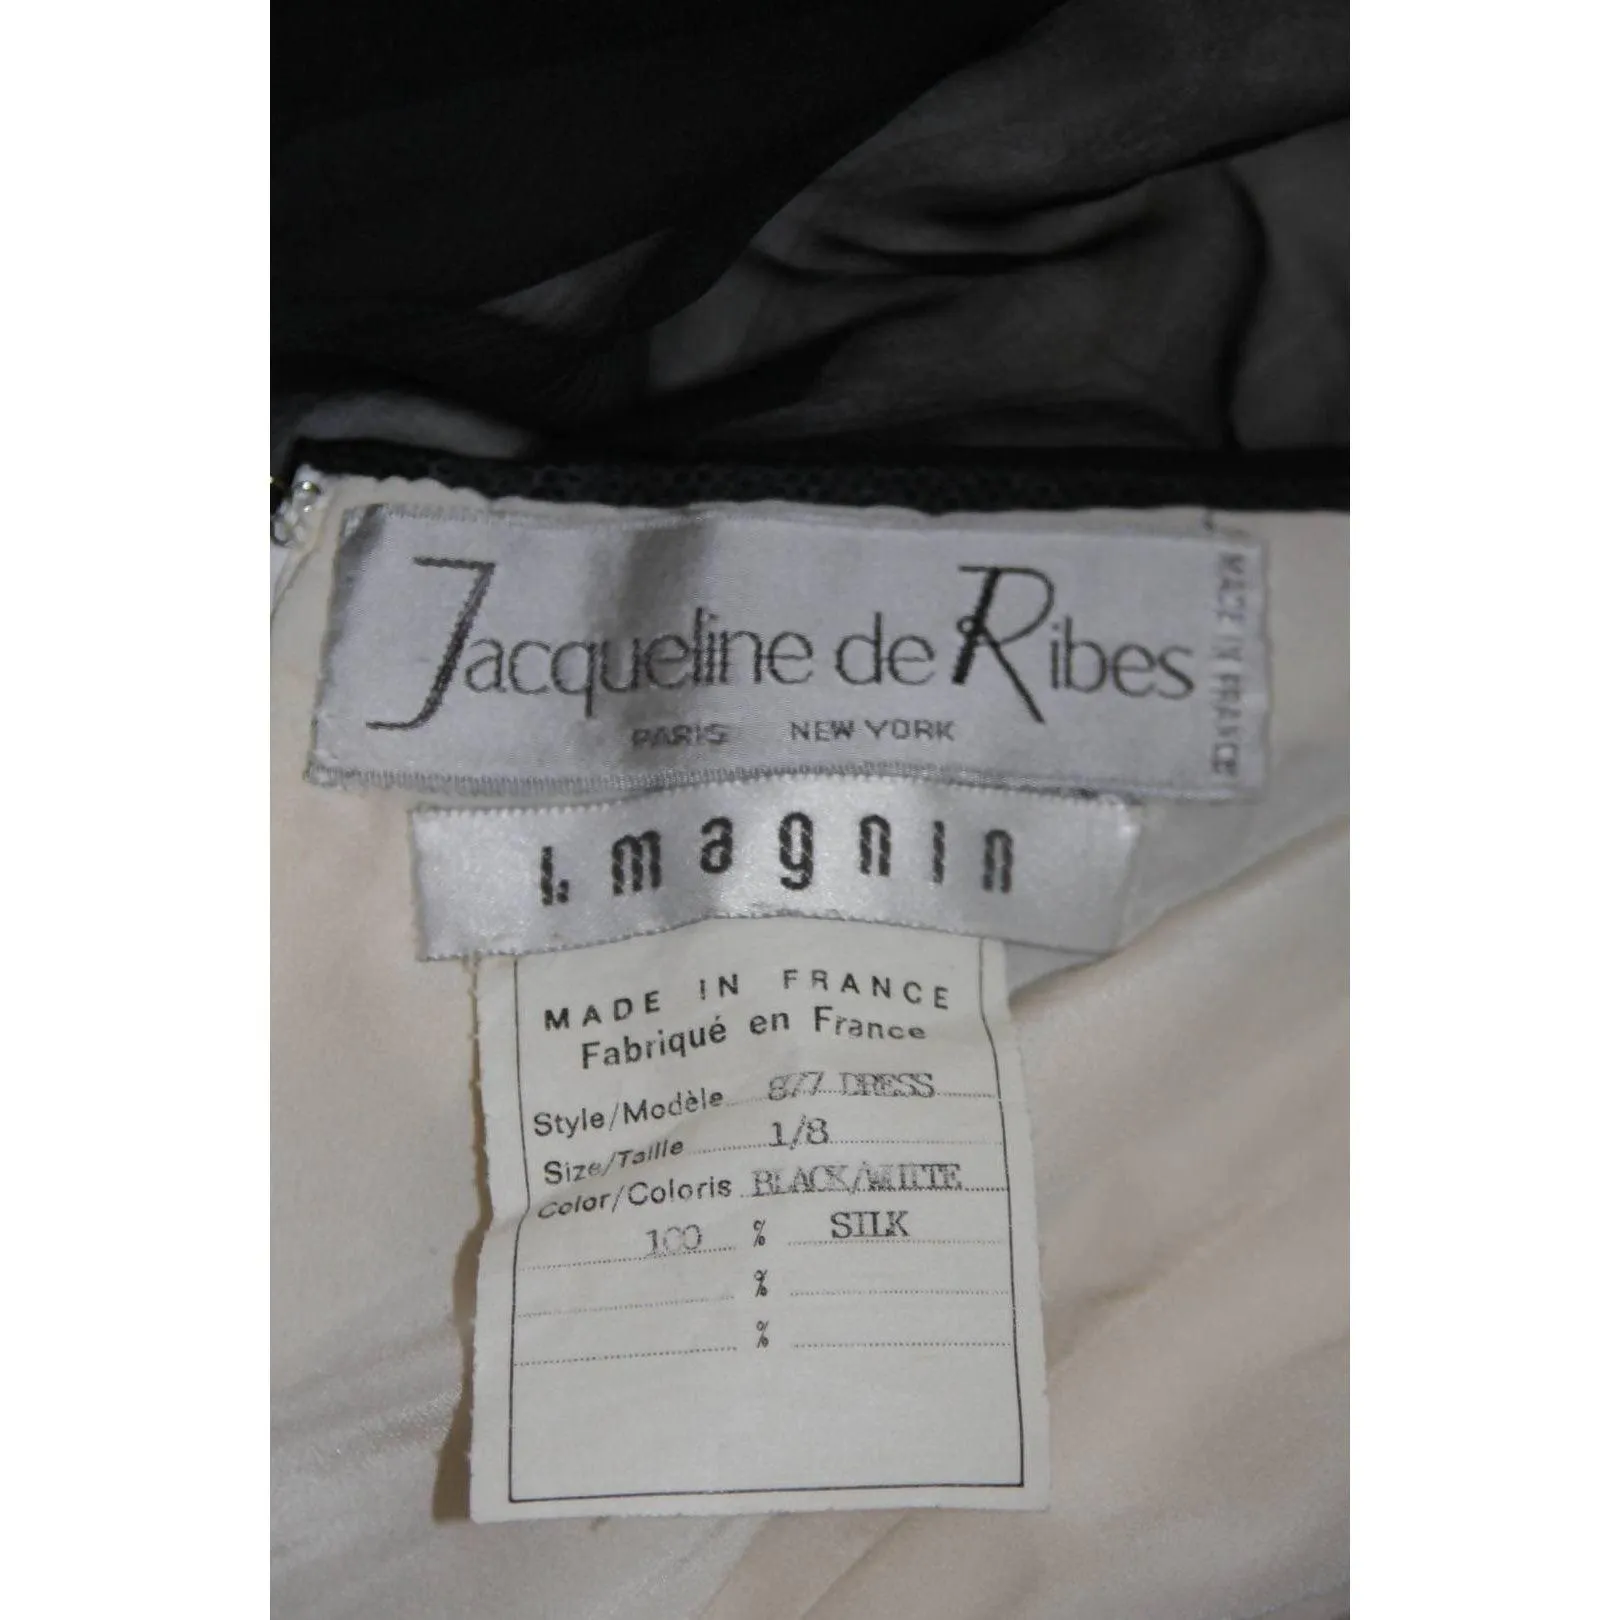 Jacqueline de Ribes
PARIS NEW YORK
MADE IN FRANCE
I. magnin
MADE IN FRANCE
Fabriqué en France
Style/Modèle 877 DRESS
Size/Taille 1/8
Color/Coloris BLACK/WHITE
100 % SILK
%
%